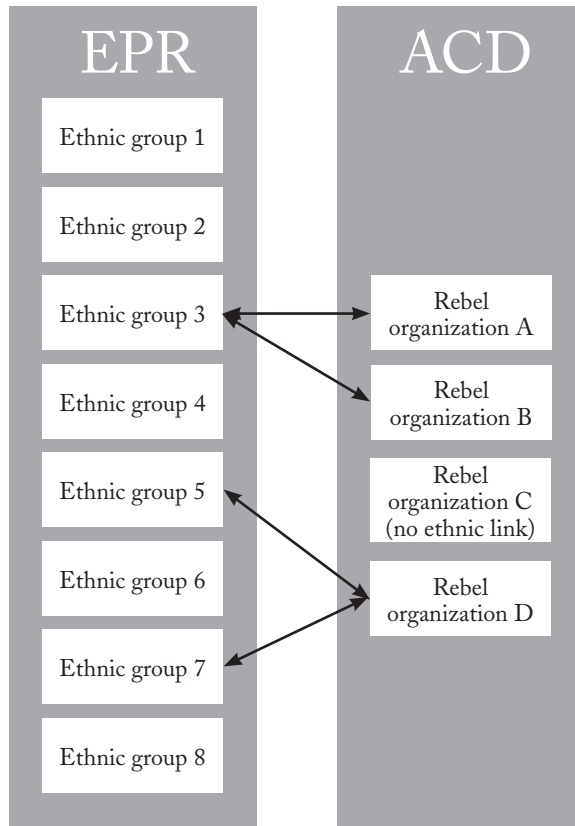 EPR
Ethnic group 1
Ethnic group 2
Ethnic group 3
Ethnic group 4
Ethnic group 5
Ethnic group 6
Ethnic group 7
Ethnic group 8
ACD
Rebel
organization A
Rebel
organization B
Rebel
organization C
(no ethnic link)
Rebel
organization D